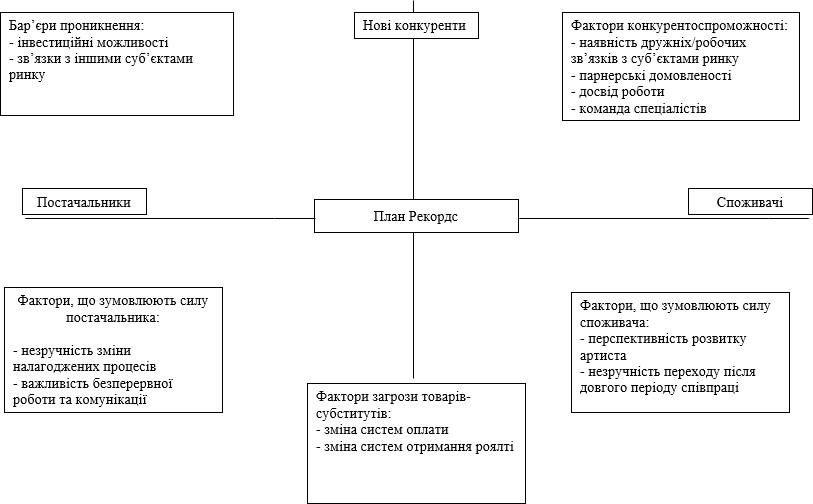 Бар’єри проникнення:
- інвестиційні можливості
- зв’язки з іншими суб’єктами
ринку
Нові конкуренти
Фактори конкурентоспроможності:
- наявність дружніх/робочих
зв’язків з суб’єктами ринку
- парнерські домовленості
- досвід роботи
- команда спеціалістів
Постачальники
План Рекордс
Споживачі
Фактори, що зумовлюють силу
постачальника:
- незручність зміни
налагоджених процесів
- важливість безперервної
роботи та комунікації
Фактори загрози товарів-
субститутів:
- зміна систем оплати
- зміна систем отримання роялті
Фактори, що зумовлюють силу
споживача:
- перспективність розвитку
артиста
- незручність переходу після
довгого періоду співпраці